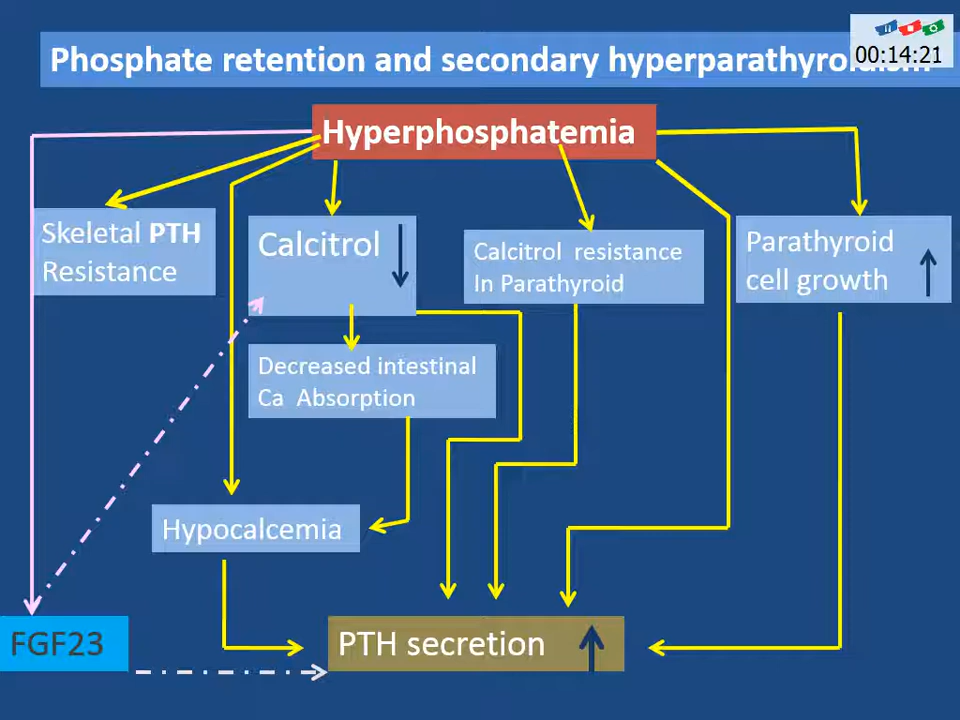 00:14:21
Phosphate retention and secondary hyperparathyroidism
Hyperphosphatemia
Skeletal PTH
Resistance
Calcitrol
Calcitrol resistance
In Parathyroid
Parathyroid
cell growth
Decreased intestinal
Ca Absorption
Hypocalcemia
FGF23
PTH secretion